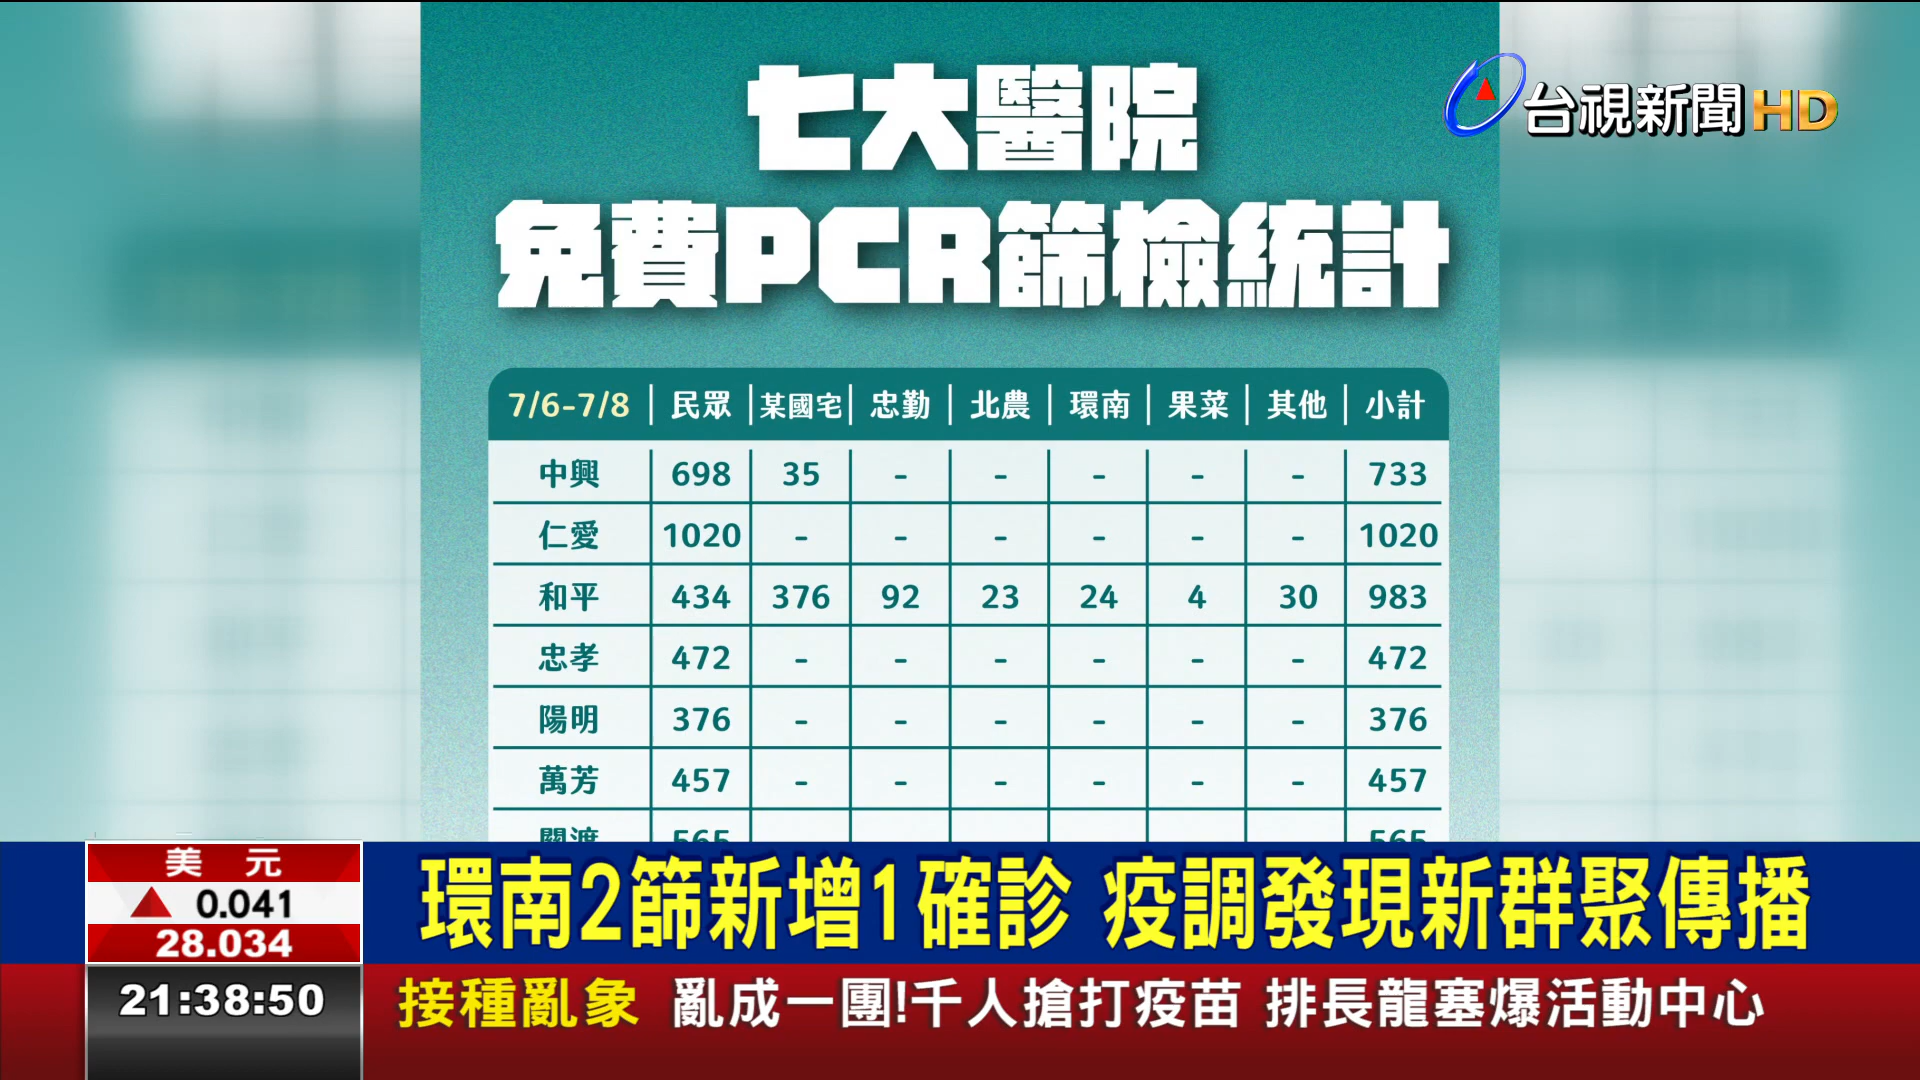 七大醫院
免費PCR篩檢統計
台視新聞HD
7/6-7/8 民眾 某國宅 忠勤 北農 環南 果菜 其他 小計
中興 698 35 - - - - - 733
仁愛 1020 - - - - - - 1020
和平 434 376 92 23 24 4 30 983
忠孝 472 - - - - - - 472
陽明 376 - - - - - - 376
萬芳 457 - - - - - - 457
關渡 565 565
美元
0.041
28.034
環南2篩新增1確診 疫調發現新群聚傳播
21:38:50
接種亂象 亂成一團!千人搶打疫苗 排長龍塞爆活動中心